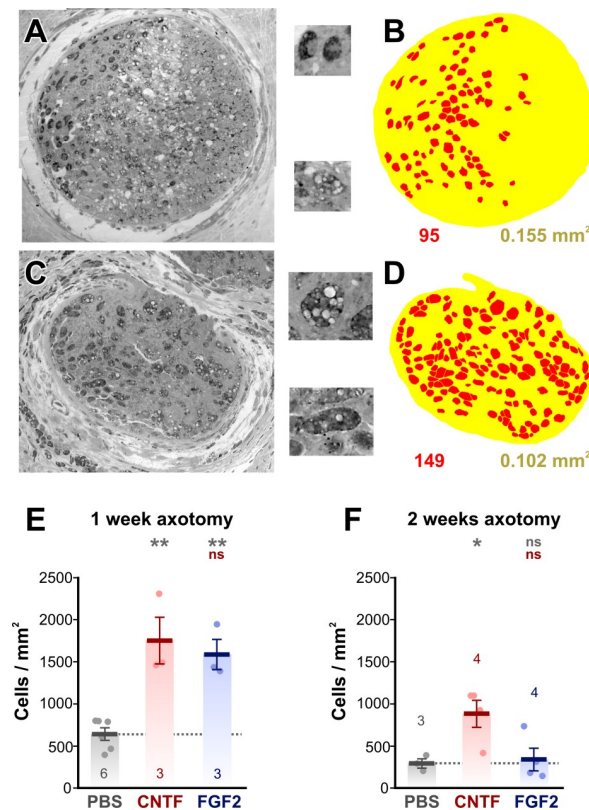 A
B
95
0.155 mm²
C
D
149
0.102 mm²
E
1 week axotomy
**
**
ns
Cells / mm²
2500
2000
1500
1000
500
0
6
3
3
PBS
CNTF
FGF2
F
2 weeks axotomy
*
ns
ns
Cells / mm²
2500
2000
1500
1000
500
0
3
4
4
PBS
CNTF
FGF2